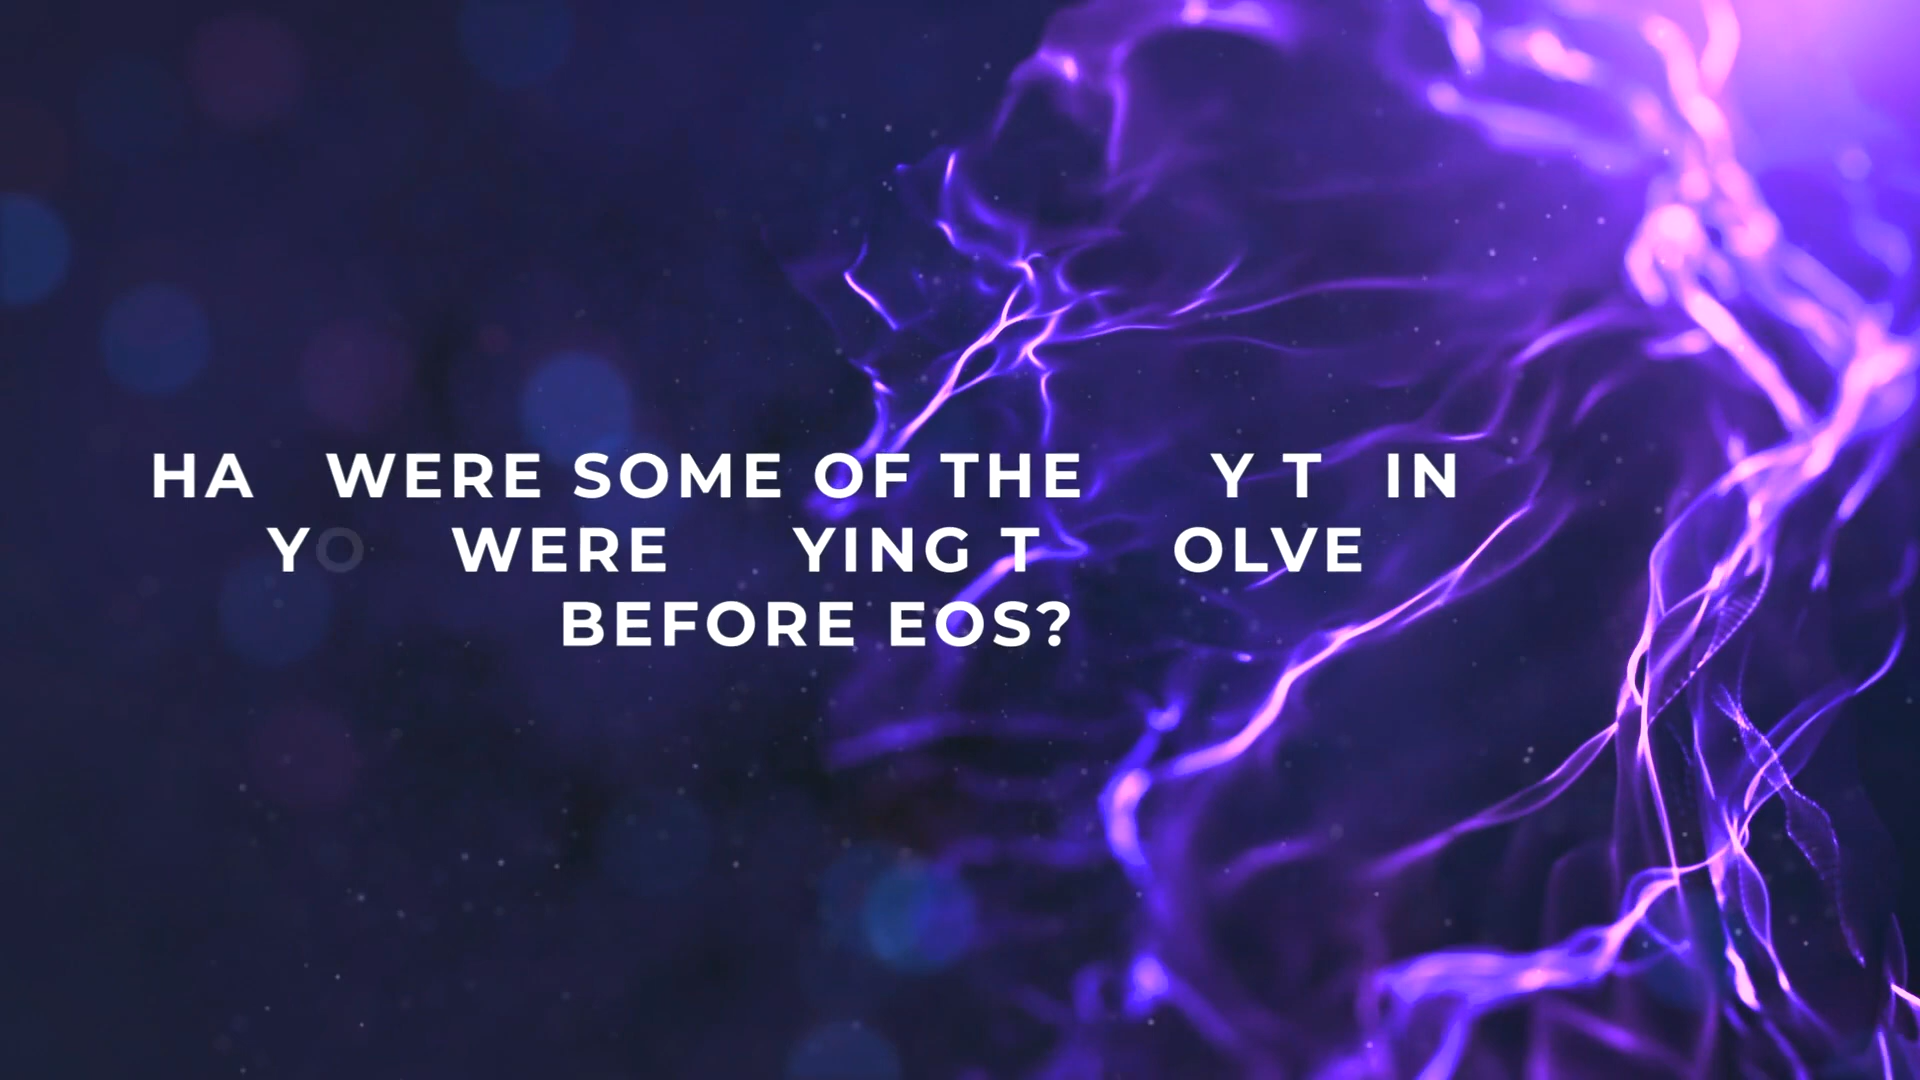 HA WERE SOME OF THE Y T IN
YO WERE YING T OLVE
BEFORE EOS?